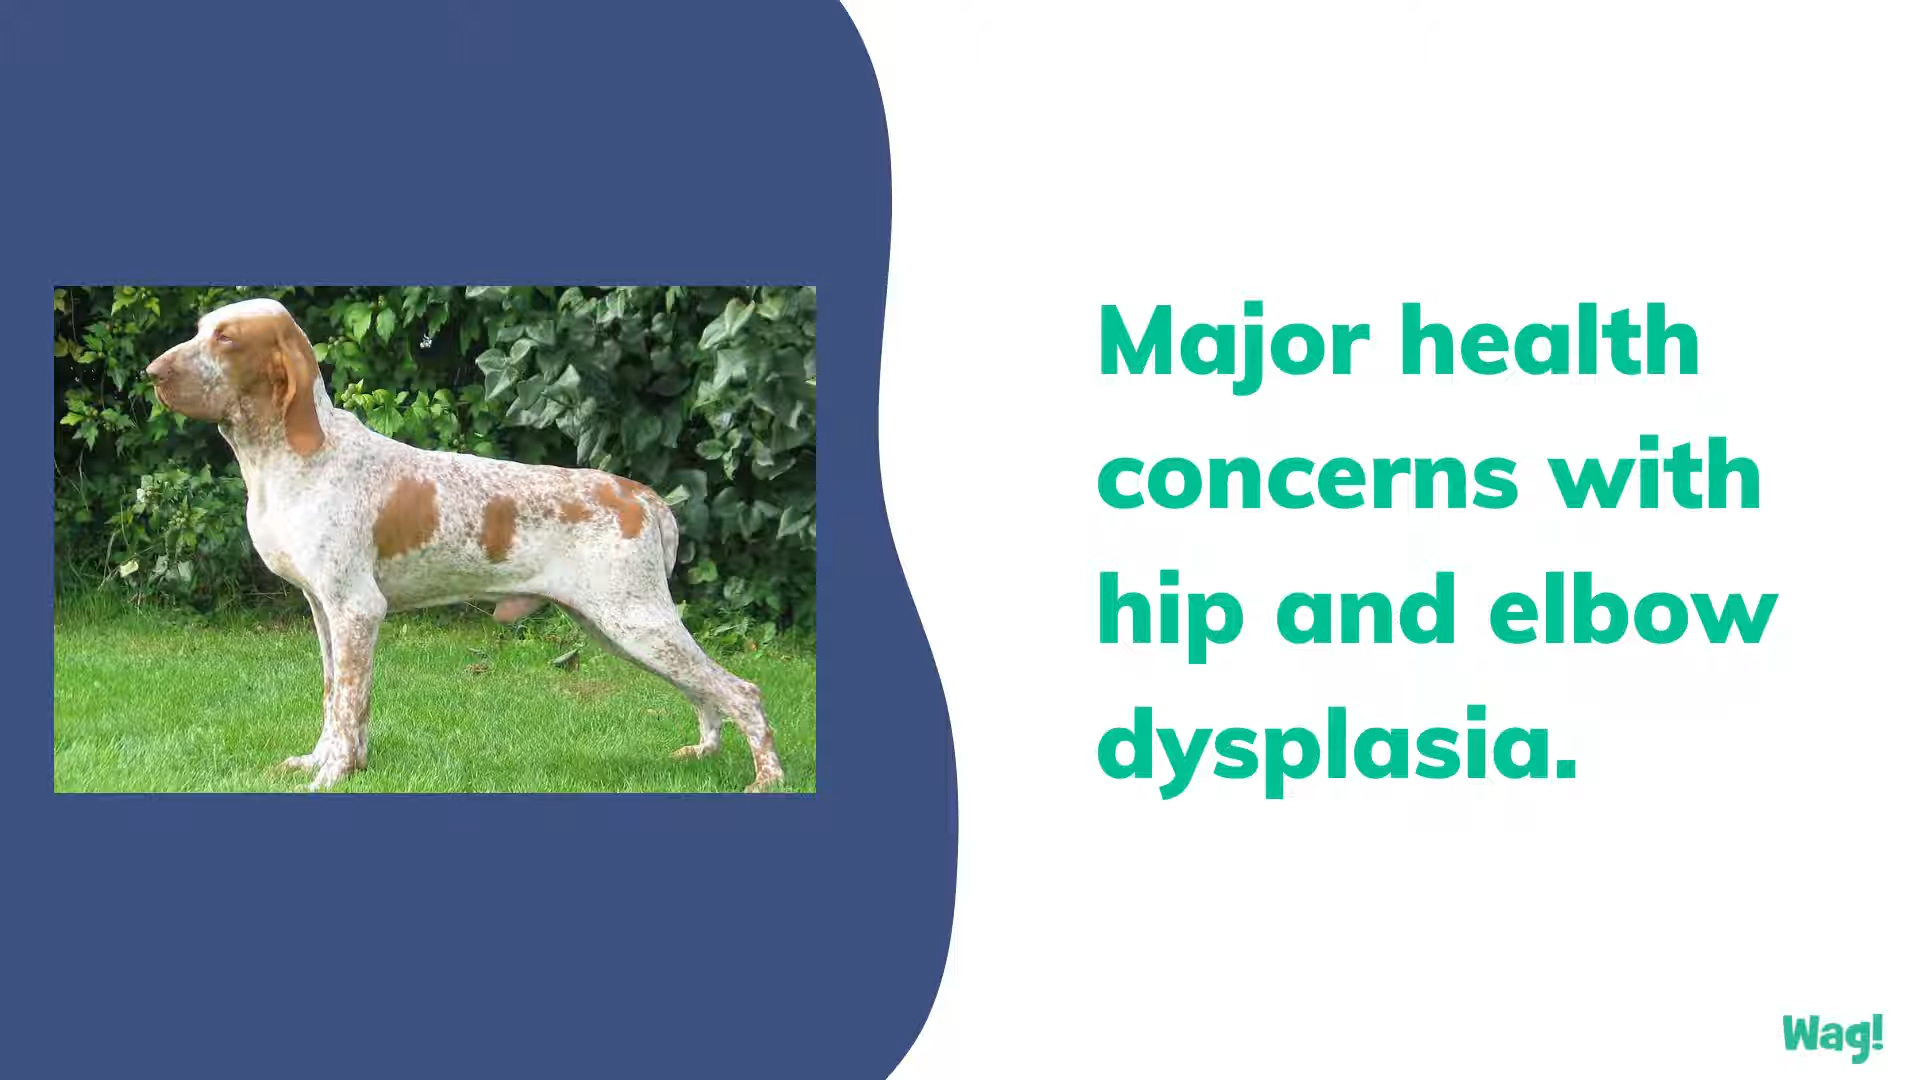 Major health
concerns with
hip and elbow
dysplasia.
Wag!